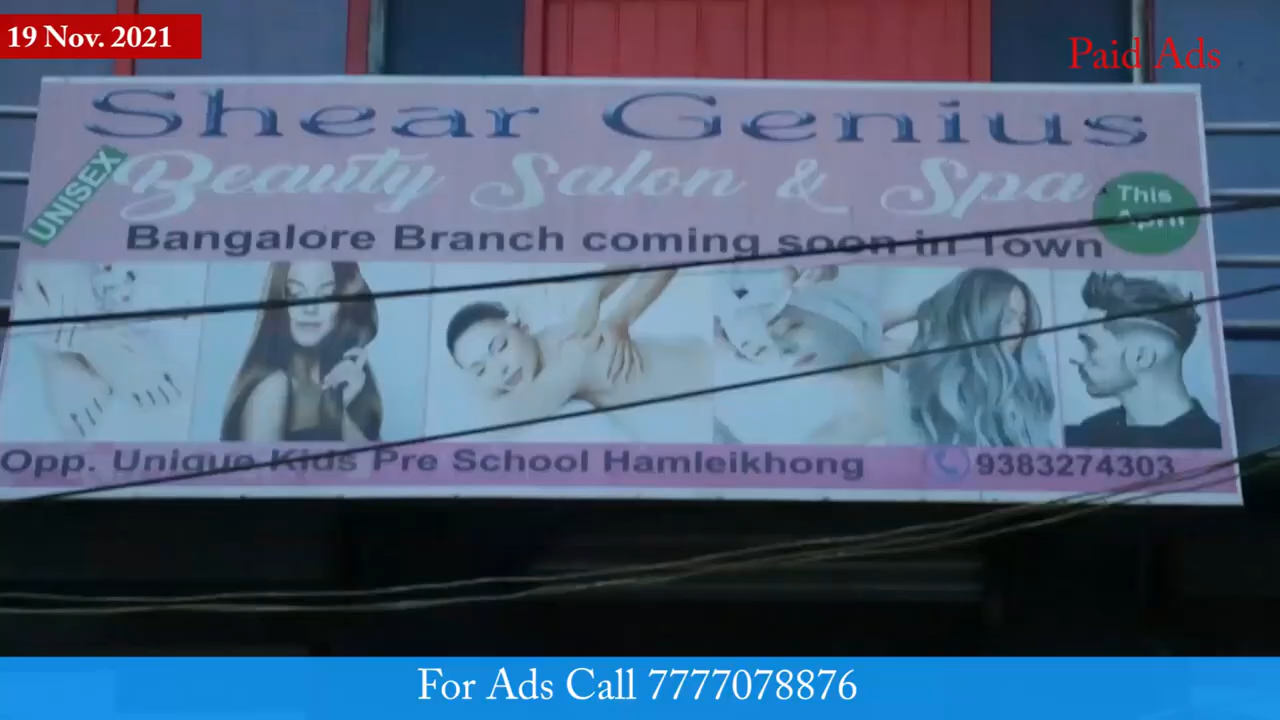 19 Nov. 2021
Paid Ads
Shear Genius
UNISEX
Beauty Salon & Spa
This
April
Bangalore Branch coming soon in Town
Opp. Unique Kids Pre School Hamleikhong
9383274303
For Ads Call 7777078876